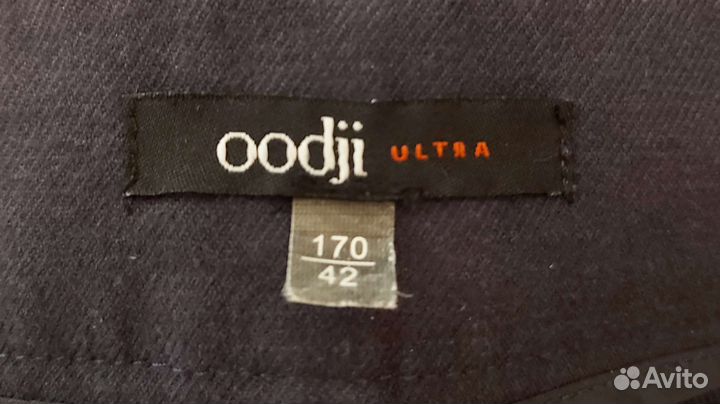 oodji ULTRA
170
42
Avito